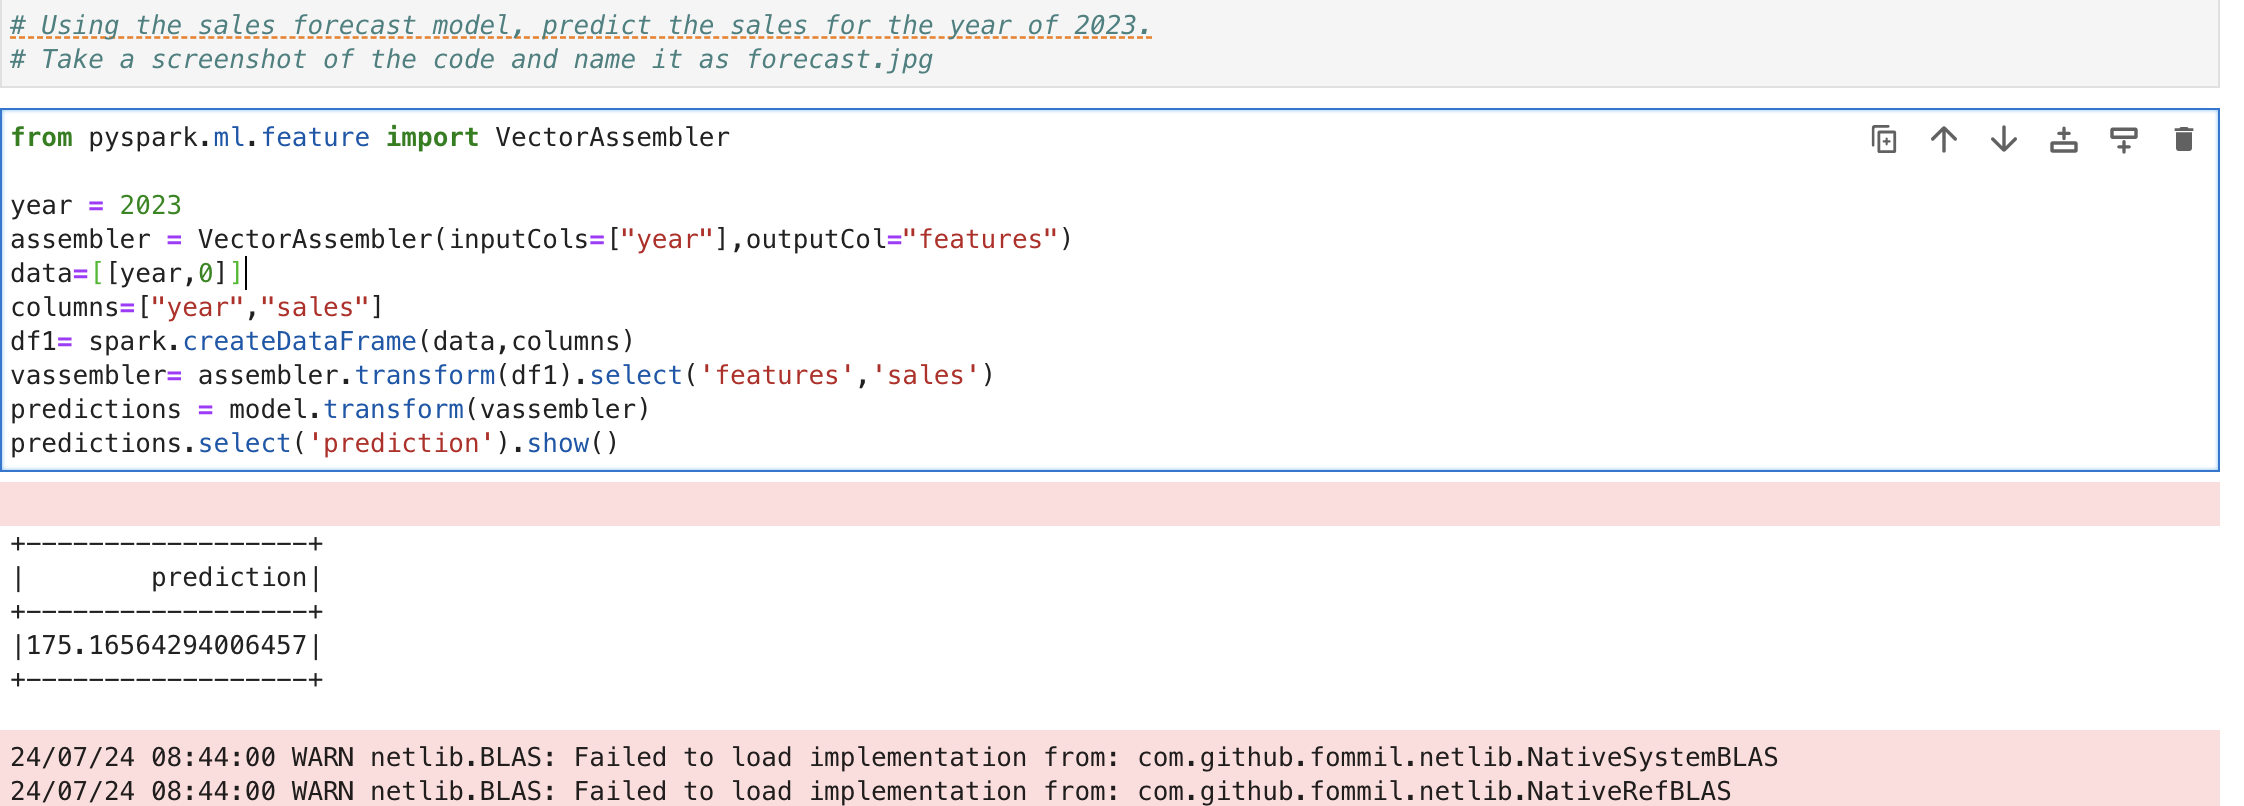 # Using the sales forecast model, predict the sales for the year of 2023.
# Take a screenshot of the code and name it as forecast.jpg
from pyspark.ml.feature import VectorAssembler
year = 2023
assembler = VectorAssembler(inputCols=["year"],outputCol="features")
data=[[year,0]]
columns=["year","sales"]
df1= spark.createDataFrame(data,columns)
vassembler= assembler.transform(df1).select('features','sales')
predictions = model.transform(vassembler)
predictions.select('prediction').show()
+------------------+
|        prediction|
+------------------+
|175.16564294006457|
+------------------+
24/07/24 08:44:00 WARN netlib.BLAS: Failed to load implementation from: com.github.fommil.netlib.NativeSystemBLAS
24/07/24 08:44:00 WARN netlib.BLAS: Failed to load implementation from: com.github.fommil.netlib.NativeRefBLAS